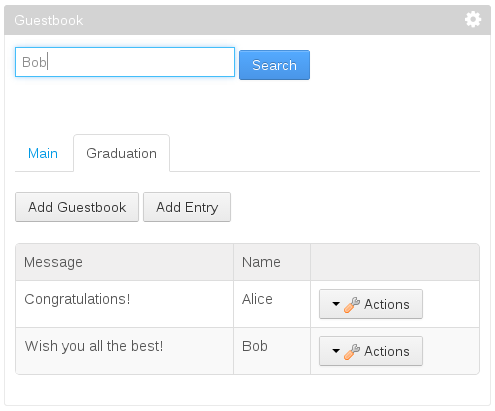 Guestbook
Bob
Search
Main Graduation
Add Guestbook Add Entry
Message Name
Congratulations! Alice Actions
Wish you all the best! Bob Actions